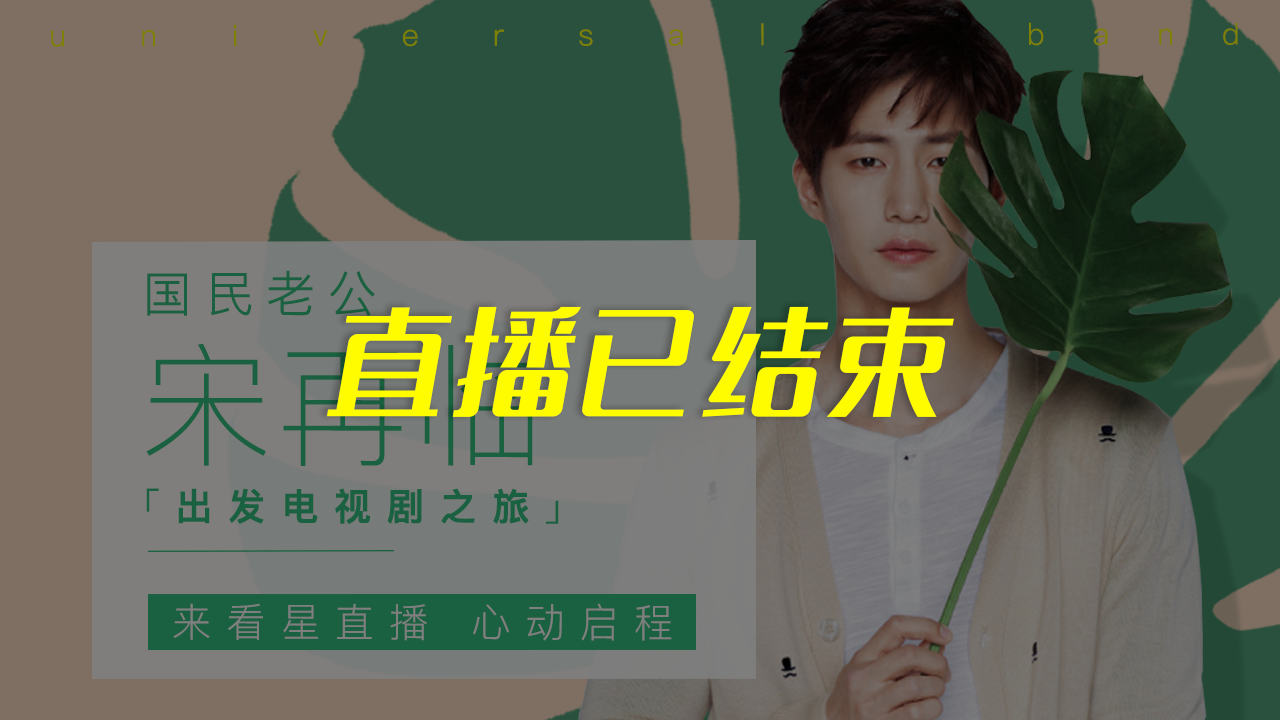 universal band
国民老公
宋再临
直播已结束
「出发电视剧之旅」
来看星直播 心动启程